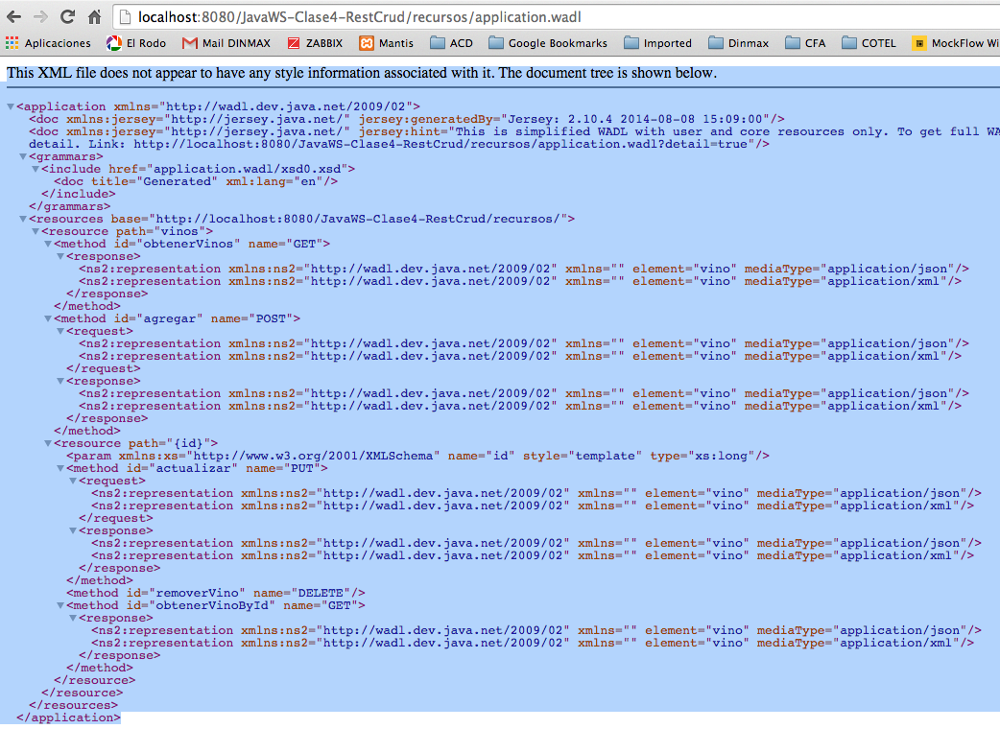 localhost:8080/JavaWS-Clase4-RestCrud/recursos/application.wadl
Aplicaciones El Rodo Mail DINMAX ZABBIX Mantis ACD Google Bookmarks Imported Dinmax CFA COTEL MockFlow Wi
This XML file does not appear to have any style information associated with it. The document tree is shown below.
<application xmlns="http://wadl.dev.java.net/2009/02">
<doc xmlns:jersey="http://jersey.java.net/" jersey:generatedBy="Jersey: 2.10.4 2014-08-08 15:09:00"/>
<doc xmlns:jersey="http://jersey.java.net/" jersey:hint="This is simplified WADL with user and core resources only. To get full WA
detail. Link: http://localhost:8080/JavaWS-Clase4-RestCrud/recursos/application.wadl?detail=true"/>
<grammars>
<include href="application.wadl/xsd0.xsd">
<doc title="Generated" xml:lang="en"/>
</include>
</grammars>
<resources base="http://localhost:8080/JavaWS-Clase4-RestCrud/recursos/">
<resource path="vinos">
<method id="obtenerVinos" name="GET">
<response>
<ns2:representation xmlns:ns2="http://wadl.dev.java.net/2009/02" xmlns="" element="vino" mediaType="application/json"/>
<ns2:representation xmlns:ns2="http://wadl.dev.java.net/2009/02" xmlns="" element="vino" mediaType="application/xml"/>
</response>
</method>
<method id="agregar" name="POST">
<request>
<ns2:representation xmlns:ns2="http://wadl.dev.java.net/2009/02" xmlns="" element="vino" mediaType="application/json"/>
<ns2:representation xmlns:ns2="http://wadl.dev.java.net/2009/02" xmlns="" element="vino" mediaType="application/xml"/>
</request>
<response>
<ns2:representation xmlns:ns2="http://wadl.dev.java.net/2009/02" xmlns="" element="vino" mediaType="application/json"/>
<ns2:representation xmlns:ns2="http://wadl.dev.java.net/2009/02" xmlns="" element="vino" mediaType="application/xml"/>
</response>
</method>
<resource path="{id}">
<param xmlns:xs="http://www.w3.org/2001/XMLSchema" name="id" style="template" type="xs:long"/>
<method id="actualizar" name="PUT">
<request>
<ns2:representation xmlns:ns2="http://wadl.dev.java.net/2009/02" xmlns="" element="vino" mediaType="application/json"/>
<ns2:representation xmlns:ns2="http://wadl.dev.java.net/2009/02" xmlns="" element="vino" mediaType="application/xml"/>
</request>
<response>
<ns2:representation xmlns:ns2="http://wadl.dev.java.net/2009/02" xmlns="" element="vino" mediaType="application/json"/>
<ns2:representation xmlns:ns2="http://wadl.dev.java.net/2009/02" xmlns="" element="vino" mediaType="application/xml"/>
</response>
</method>
<method id="removerVino" name="DELETE"/>
<method id="obtenerVinoById" name="GET">
<response>
<ns2:representation xmlns:ns2="http://wadl.dev.java.net/2009/02" xmlns="" element="vino" mediaType="application/json"/>
<ns2:representation xmlns:ns2="http://wadl.dev.java.net/2009/02" xmlns="" element="vino" mediaType="application/xml"/>
</response>
</method>
</resource>
</resource>
</resources>
</application>